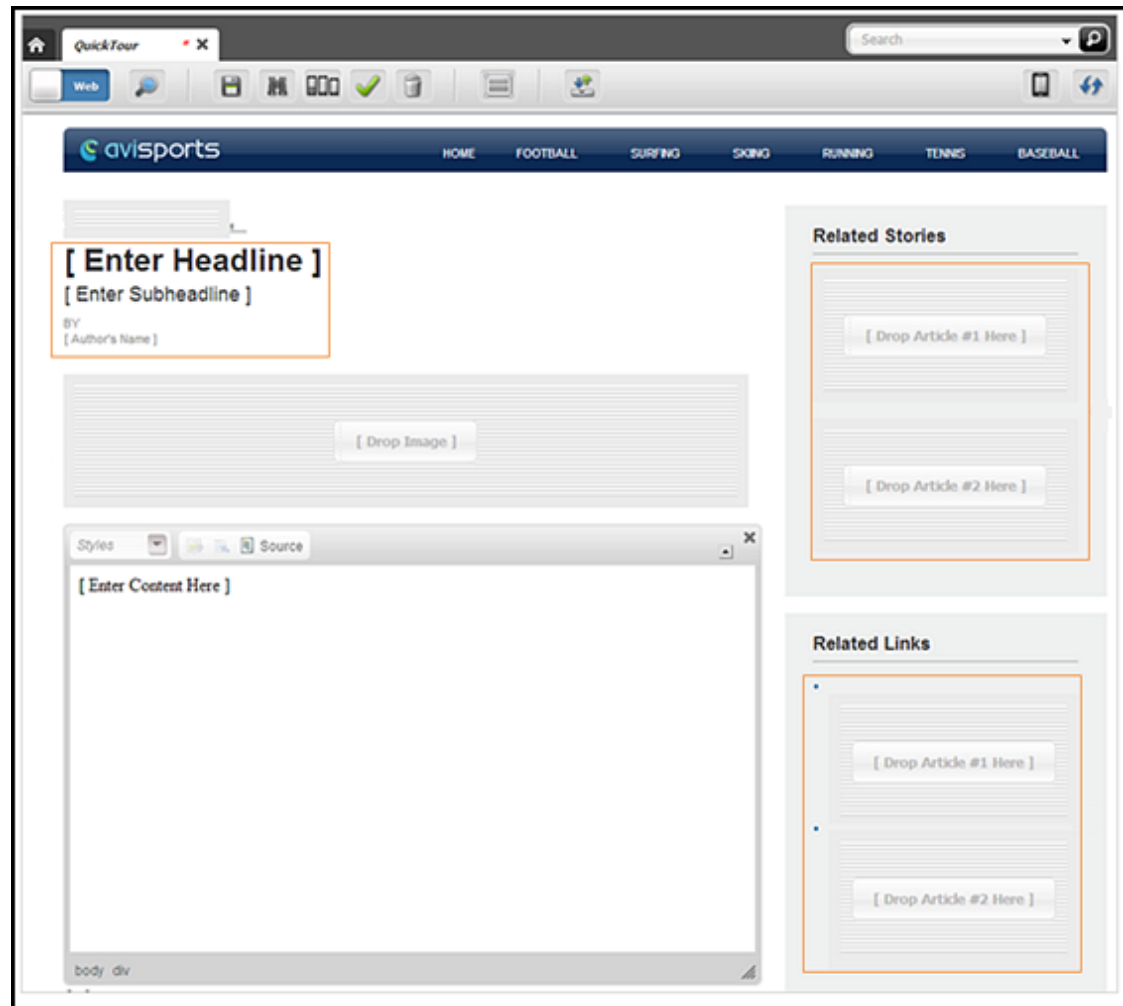 QuickTour * X
Search
Web
avisports HOME FOOTBALL SURFING SKIING RUNNING TENNIS BASEBALL
[ Enter Headline ]
[ Enter Subheadline ]
BY
[ Author's Name ]
[ Drop Image ]
Styles Source
[ Enter Content Here ]
body div
Related Stories
[ Drop Article #1 Here ]
[ Drop Article #2 Here ]
Related Links
[ Drop Article #1 Here ]
[ Drop Article #2 Here ]